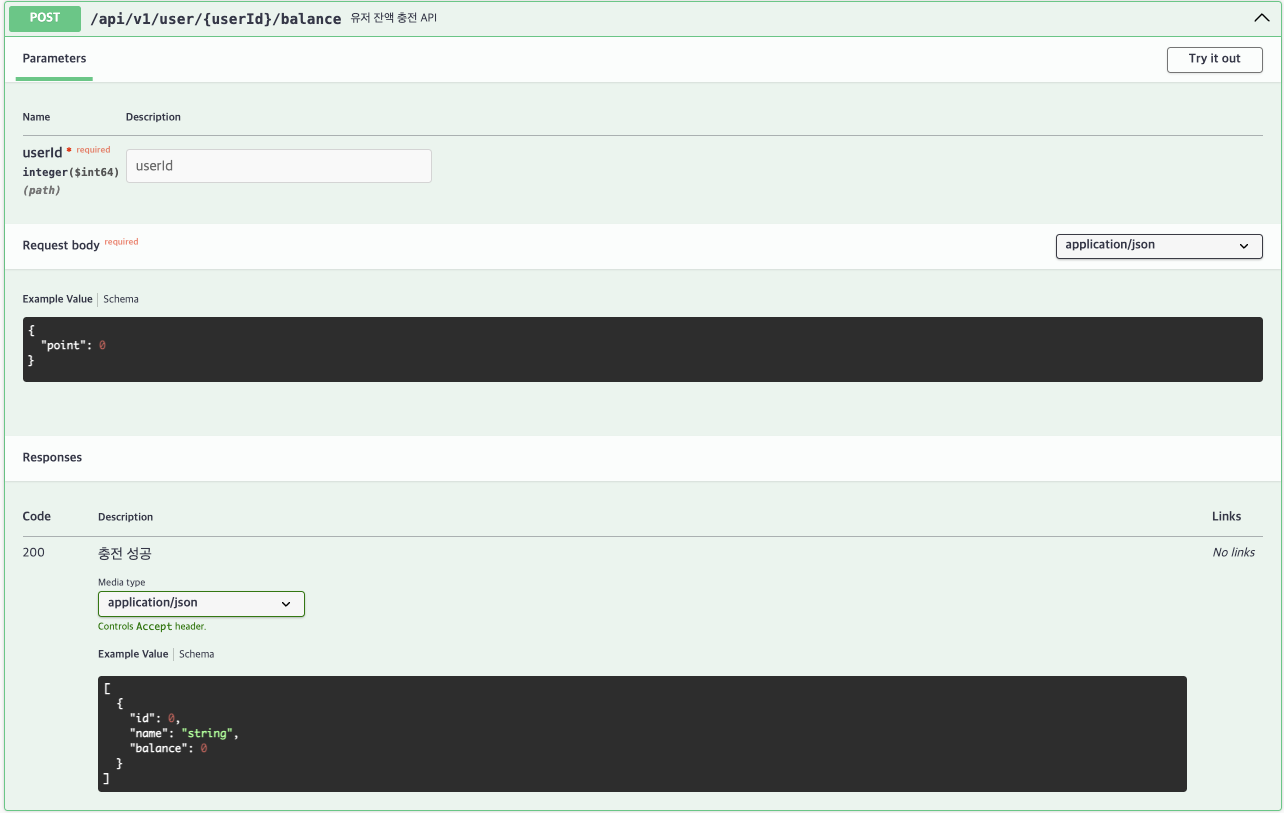 POST /api/v1/user/{userId}/balance 유저 잔액 충전 API
Parameters
Try it out
Name Description
userId * required
userId
integer($int64)
(path)
Request body required
application/json
Example Value Schema
{
"point": 0
}
Responses
Code Description Links
200 충전 성공 No links
Media type
application/json
Controls Accept header.
Example Value Schema
[
{
"id": 0,
"name": "string",
"balance": 0
}
]